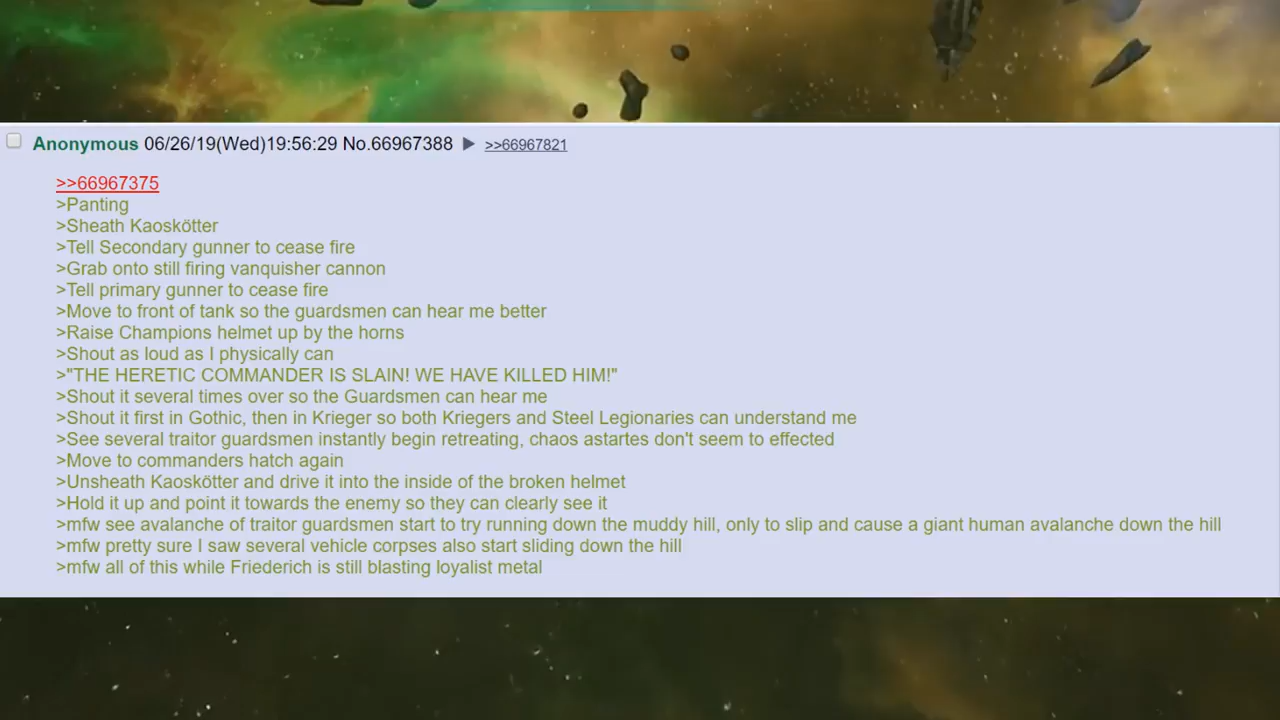 Anonymous 06/26/19(Wed)19:56:29 No.66967388 ▶ >>66967821
>>66967375
>Panting
>Sheath Kaoskötter
>Tell Secondary gunner to cease fire
>Grab onto still firing vanquisher cannon
>Tell primary gunner to cease fire
>Move to front of tank so the guardsmen can hear me better
>Raise Champions helmet up by the horns
>Shout as loud as I physically can
>"THE HERETIC COMMANDER IS SLAIN! WE HAVE KILLED HIM!"
>Shout it several times over so the Guardsmen can hear me
>Shout it first in Gothic, then in Krieger so both Kriegers and Steel Legionaries can understand me
>See several traitor guardsmen instantly begin retreating, chaos astartes don't seem to effected
>Move to commanders hatch again
>Unsheath Kaoskötter and drive it into the inside of the broken helmet
>Hold it up and point it towards the enemy so they can clearly see it
>mfw see avalanche of traitor guardsmen start to try running down the muddy hill, only to slip and cause a giant human avalanche down the hill
>mfw pretty sure I saw several vehicle corpses also start sliding down the hill
>mfw all of this while Friederich is still blasting loyalist metal